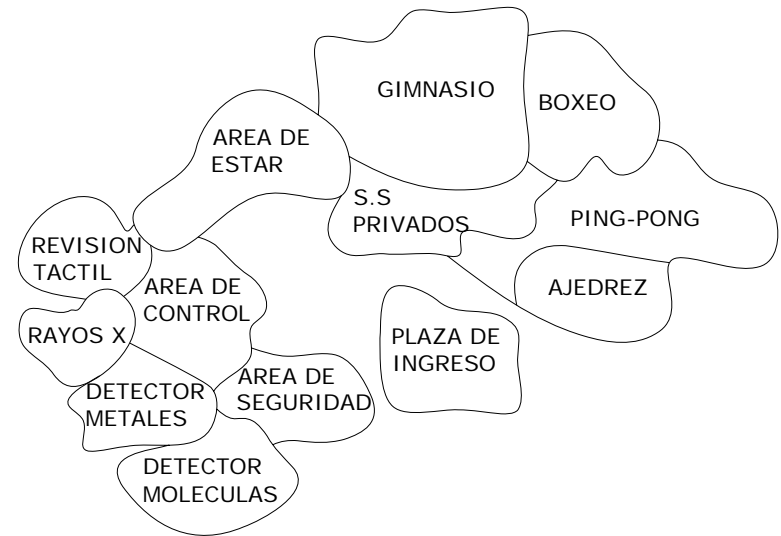 GIMNASIO
BOXEO
AREA DE
ESTAR
S.S
PRIVADOS
PING-PONG
REVISION
TACTIL
AREA DE
CONTROL
AJEDREZ
RAYOS X
PLAZA DE
INGRESO
DETECTOR
METALES
AREA DE
SEGURIDAD
DETECTOR
MOLECULAS